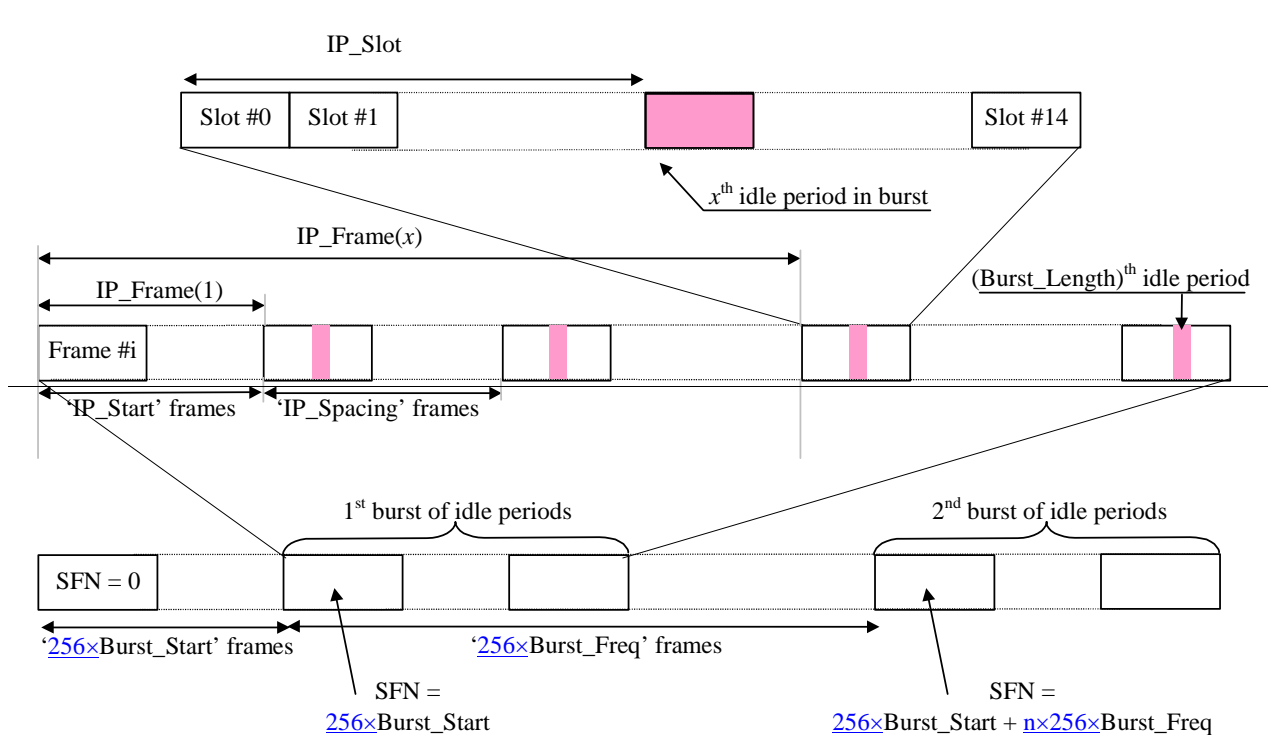 IP_Slot
Slot #0
Slot #1
Slot #14
xth idle period in burst
IP_Frame(x)
IP_Frame(1)
(Burst_Length)th idle period
Frame #i
‘IP_Start’ frames
‘IP_Spacing’ frames
1st burst of idle periods
2nd burst of idle periods
SFN = 0
‘256×Burst_Start’ frames
‘256×Burst_Freq’ frames
SFN =
256×Burst_Start
SFN =
256×Burst_Start + n×256×Burst_Freq